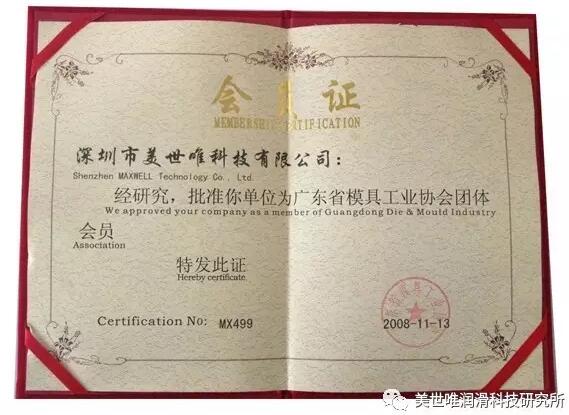 会员证
MEMBERSHIP CERTIFICATION
深圳市美世唯科技有限公司：
Shenzhen MAXWELL Technology Co., Ltd.
经研究，批准你单位为广东省模具工业协会团体
We approved your company as a member of Guangdong Die & Mould Industry
会员
Association
特发此证
Hereby certificate.
Certification No: MX499
2008-11-13
美世唯润滑科技研究所